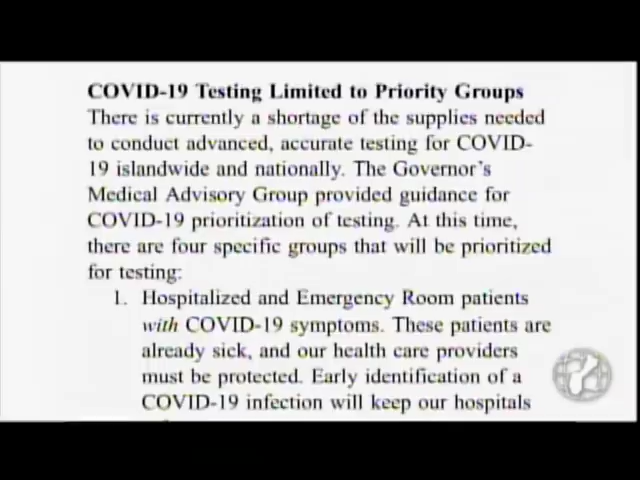 COVID-19 Testing Limited to Priority Groups
There is currently a shortage of the supplies needed
to conduct advanced, accurate testing for COVID-
19 islandwide and nationally. The Governor's
Medical Advisory Group provided guidance for
COVID-19 prioritization of testing. At this time,
there are four specific groups that will be prioritized
for testing:
1. Hospitalized and Emergency Room patients
with COVID-19 symptoms. These patients are
already sick, and our health care providers
must be protected. Early identification of a
COVID-19 infection will keep our hospitals